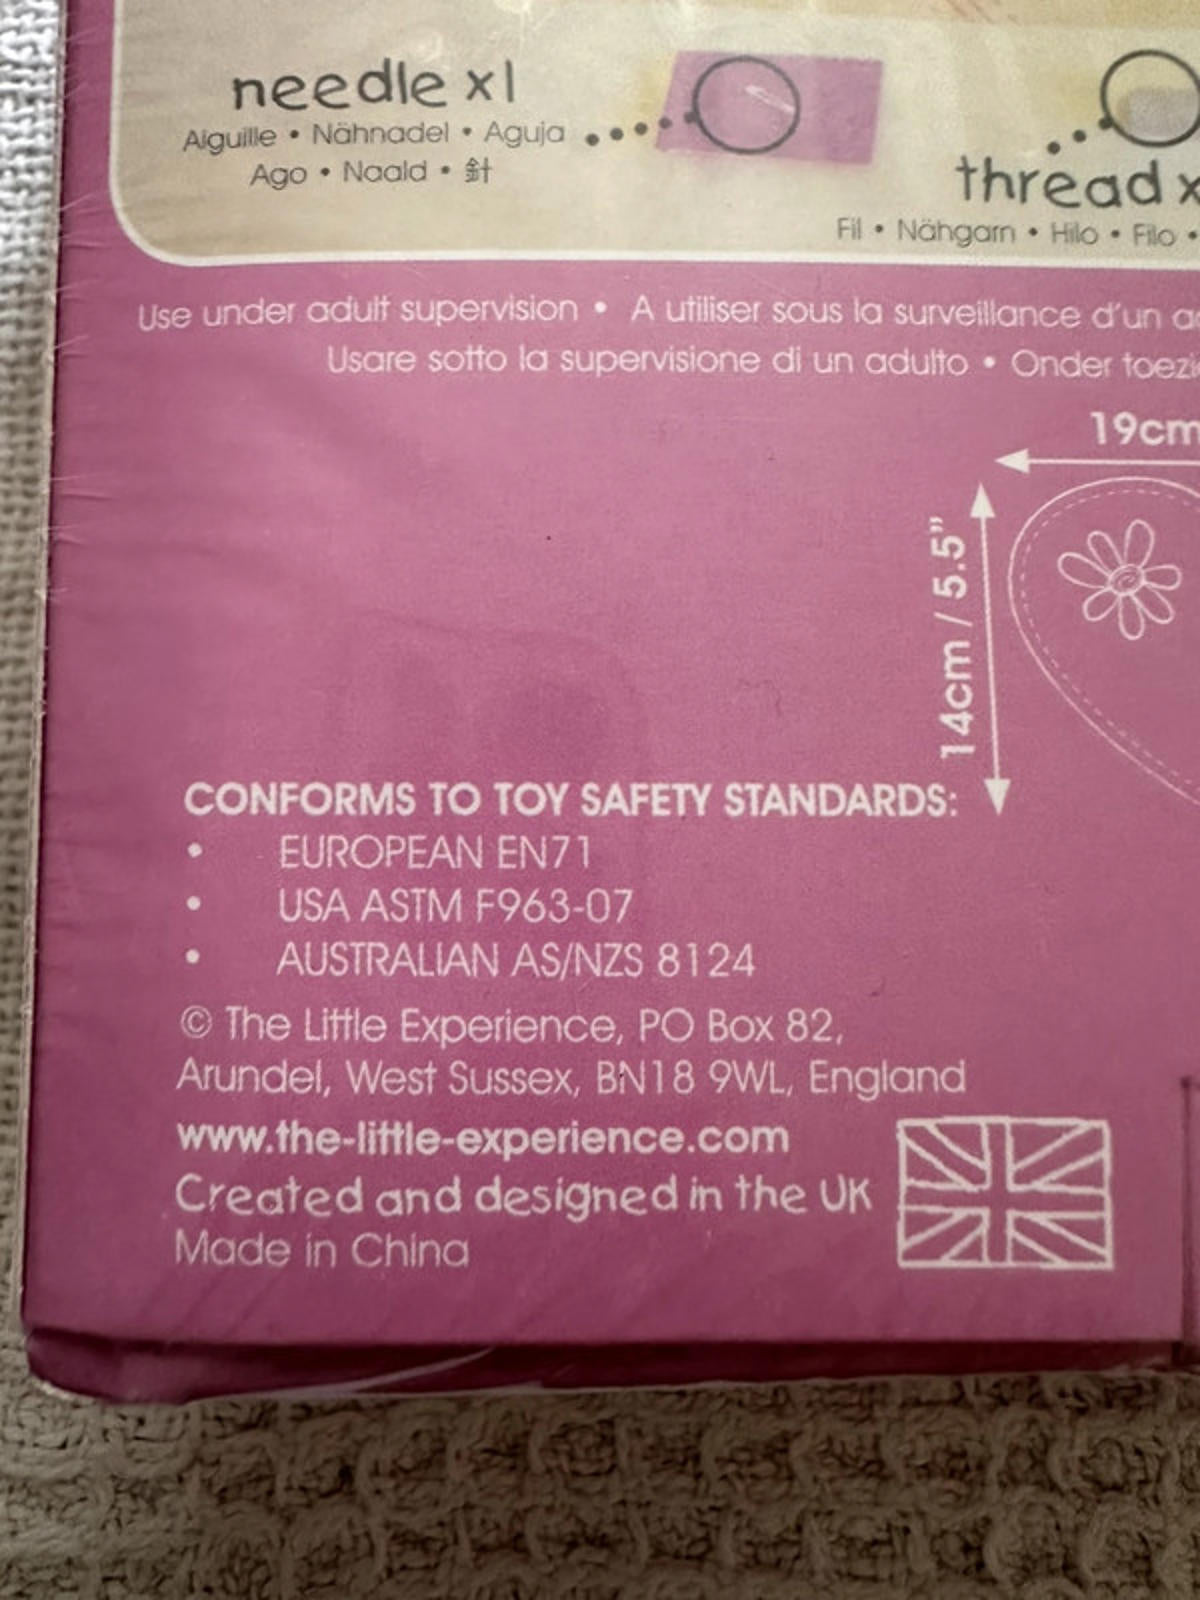 needle x1
Aiguille • Nähnadel • Aguja
Ago • Naald • 針
thread x
Fil • Nähgarn • Hilo • Filo •
Use under adult supervision • A utiliser sous la surveillance d'un
Usare sotto la supervisione di un adulto • Onder
19cm
14cm / 5.5"
CONFORMS TO TOY SAFETY STANDARDS:
• EUROPEAN EN71
• USA ASTM F963-07
• AUSTRALIAN AS/NZS 8124
© The Little Experience, PO Box 82,
Arundel, West Sussex, BN18 9WL, England
www.the-little-experience.com
Created and designed in the UK
Made in China